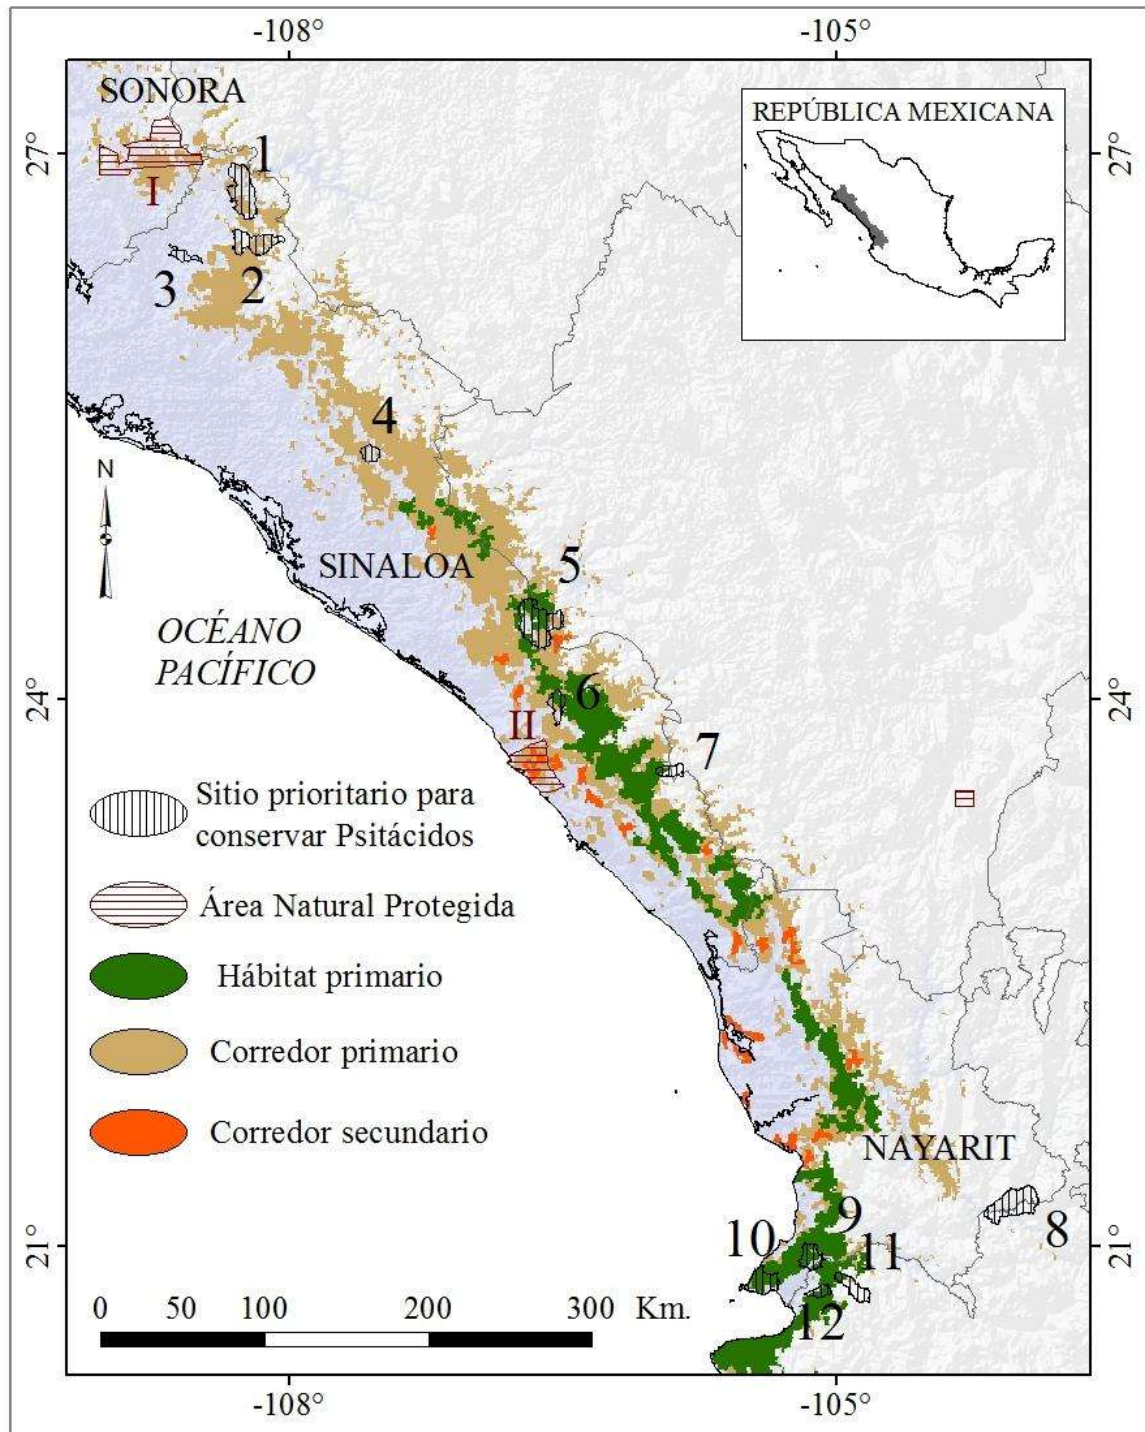 -108°
-105°
SONORA
REPÚBLICA MEXICANA
27°
27°
1
I
3
2
4
N
SINALOA
5
OCÉANO
PACÍFICO
24°
24°
6
II
7
Sitio prioritario para
conservar Psitácidos
Área Natural Protegida
Hábitat primario
Corredor primario
Corredor secundario
NAYARIT
21°
21°
8
9
10
11
12
0 50 100 200 300 Km.
-108°
-105°